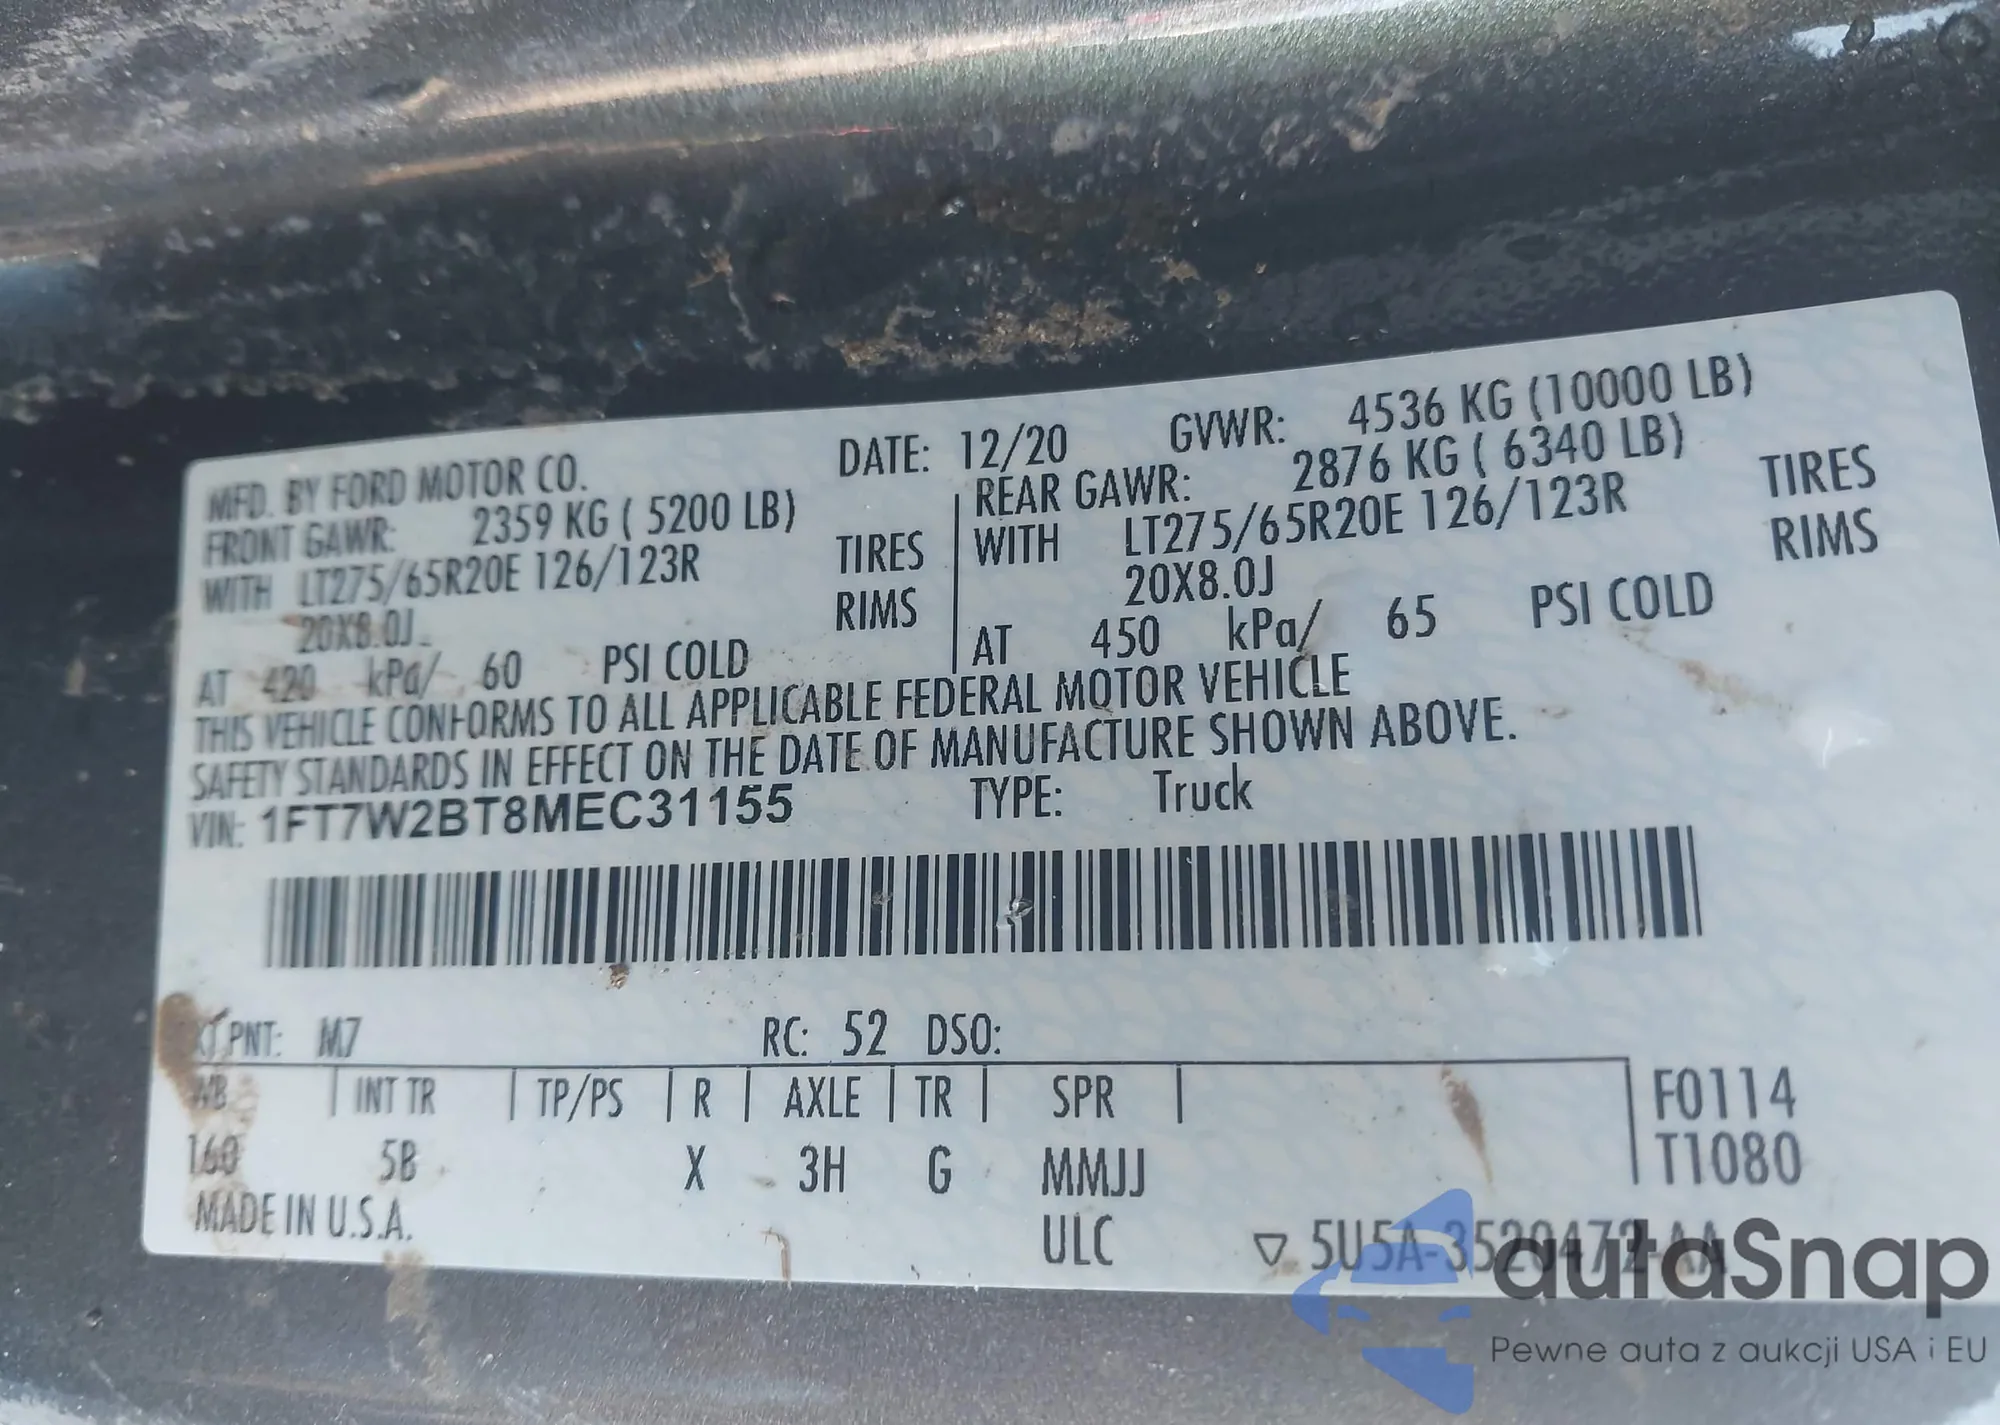 MFD. BY FORD MOTOR CO. DATE: 12/20 GVWR: 4536 KG (10000 LB)
FRONT GAWR: 2359 KG ( 5200 LB) REAR GAWR: 2876 KG ( 6340 LB)
WITH LT275/65R20E 126/123R TIRES WITH LT275/65R20E 126/123R TIRES
20X8.0J RIMS 20X8.0J RIMS
AT 420 kPa/ 60 PSI COLD AT 450 kPa/ 65 PSI COLD
THIS VEHICLE CONFORMS TO ALL APPLICABLE FEDERAL MOTOR VEHICLE
SAFETY STANDARDS IN EFFECT ON THE DATE OF MANUFACTURE SHOWN ABOVE.
VIN: 1FT7W2BT8MEC31155 TYPE: Truck
PNT: M7 RC: 52 DSO:
WB INT TR TP/PS R AXLE TR SPR F0114
160 5B X 3H G MMJJ T1080
MADE IN U.S.A. ULC ▽ 5U5A-3520472-AA
autoSnap
Pewne auta z aukcji USA i EU